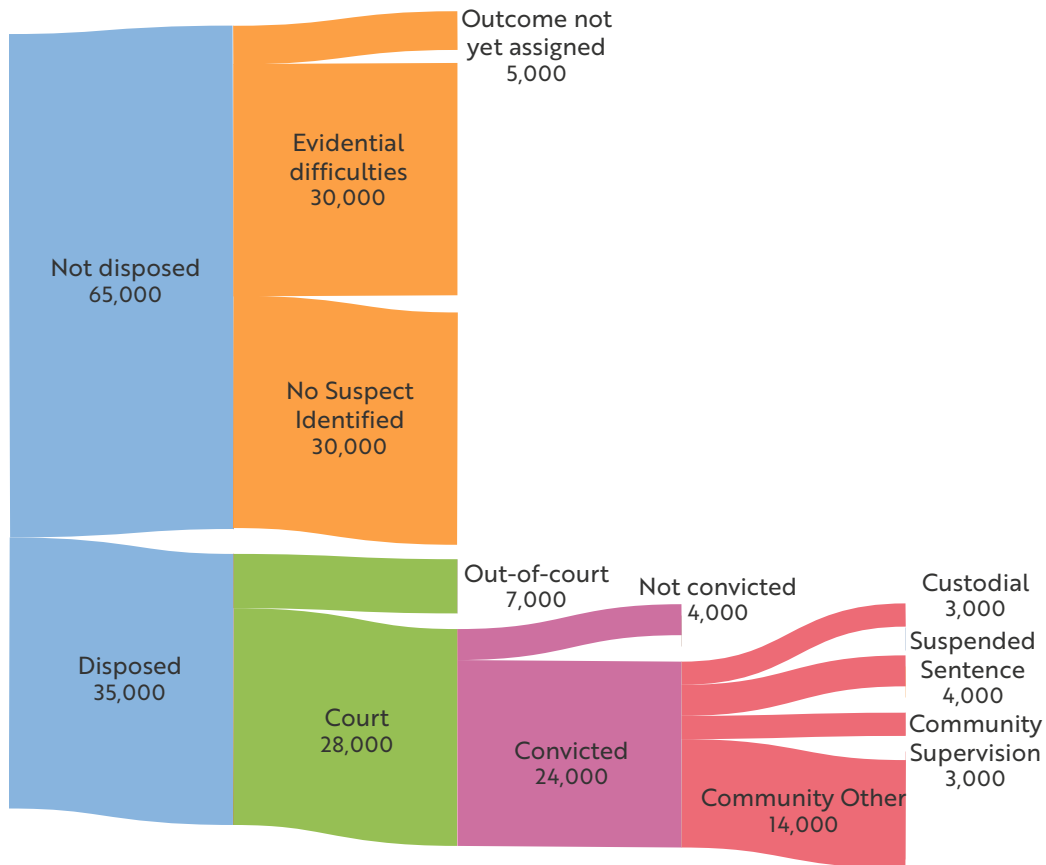 Outcome not
yet assigned
5,000
Evidential
difficulties
30,000
Not disposed
65,000
No Suspect
Identified
30,000
Out-of-court
7,000
Not convicted
4,000
Custodial
3,000
Suspended
Sentence
4,000
Disposed
35,000
Court
28,000
Convicted
24,000
Community
Supervision
3,000
Community Other
14,000